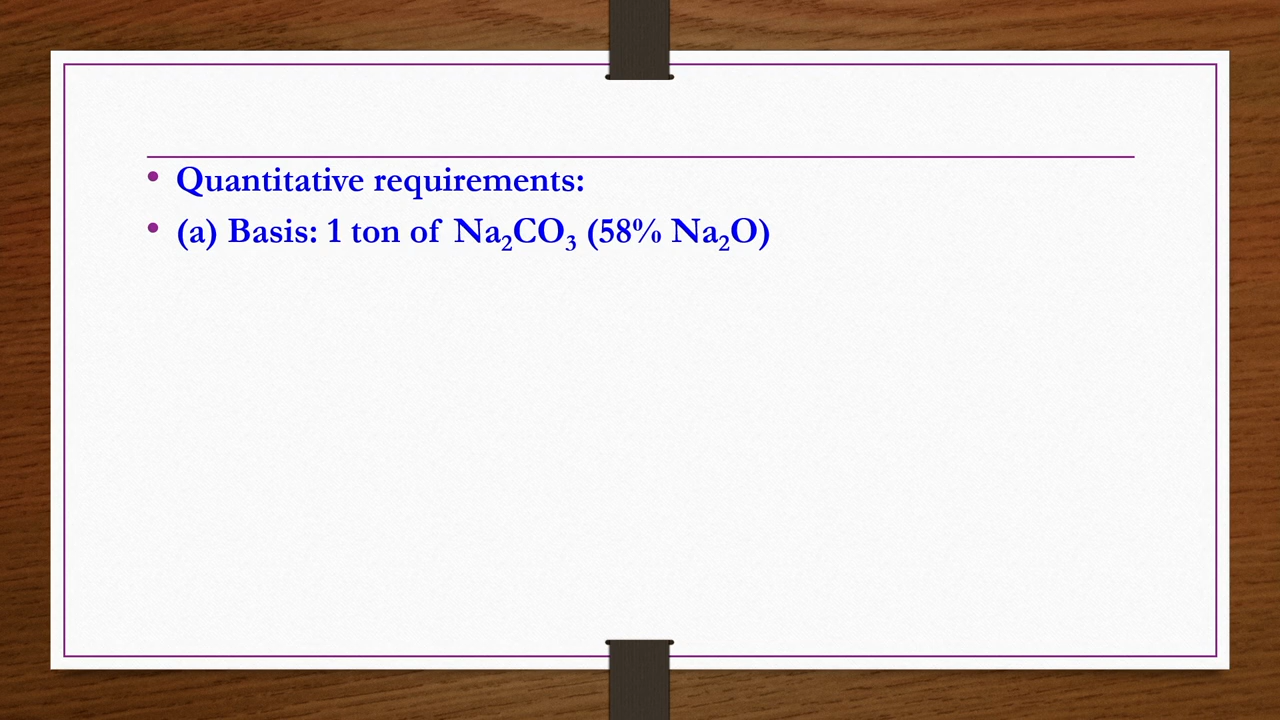 • Quantitative requirements:
• (a) Basis: 1 ton of Na₂CO₃ (58% Na₂O)